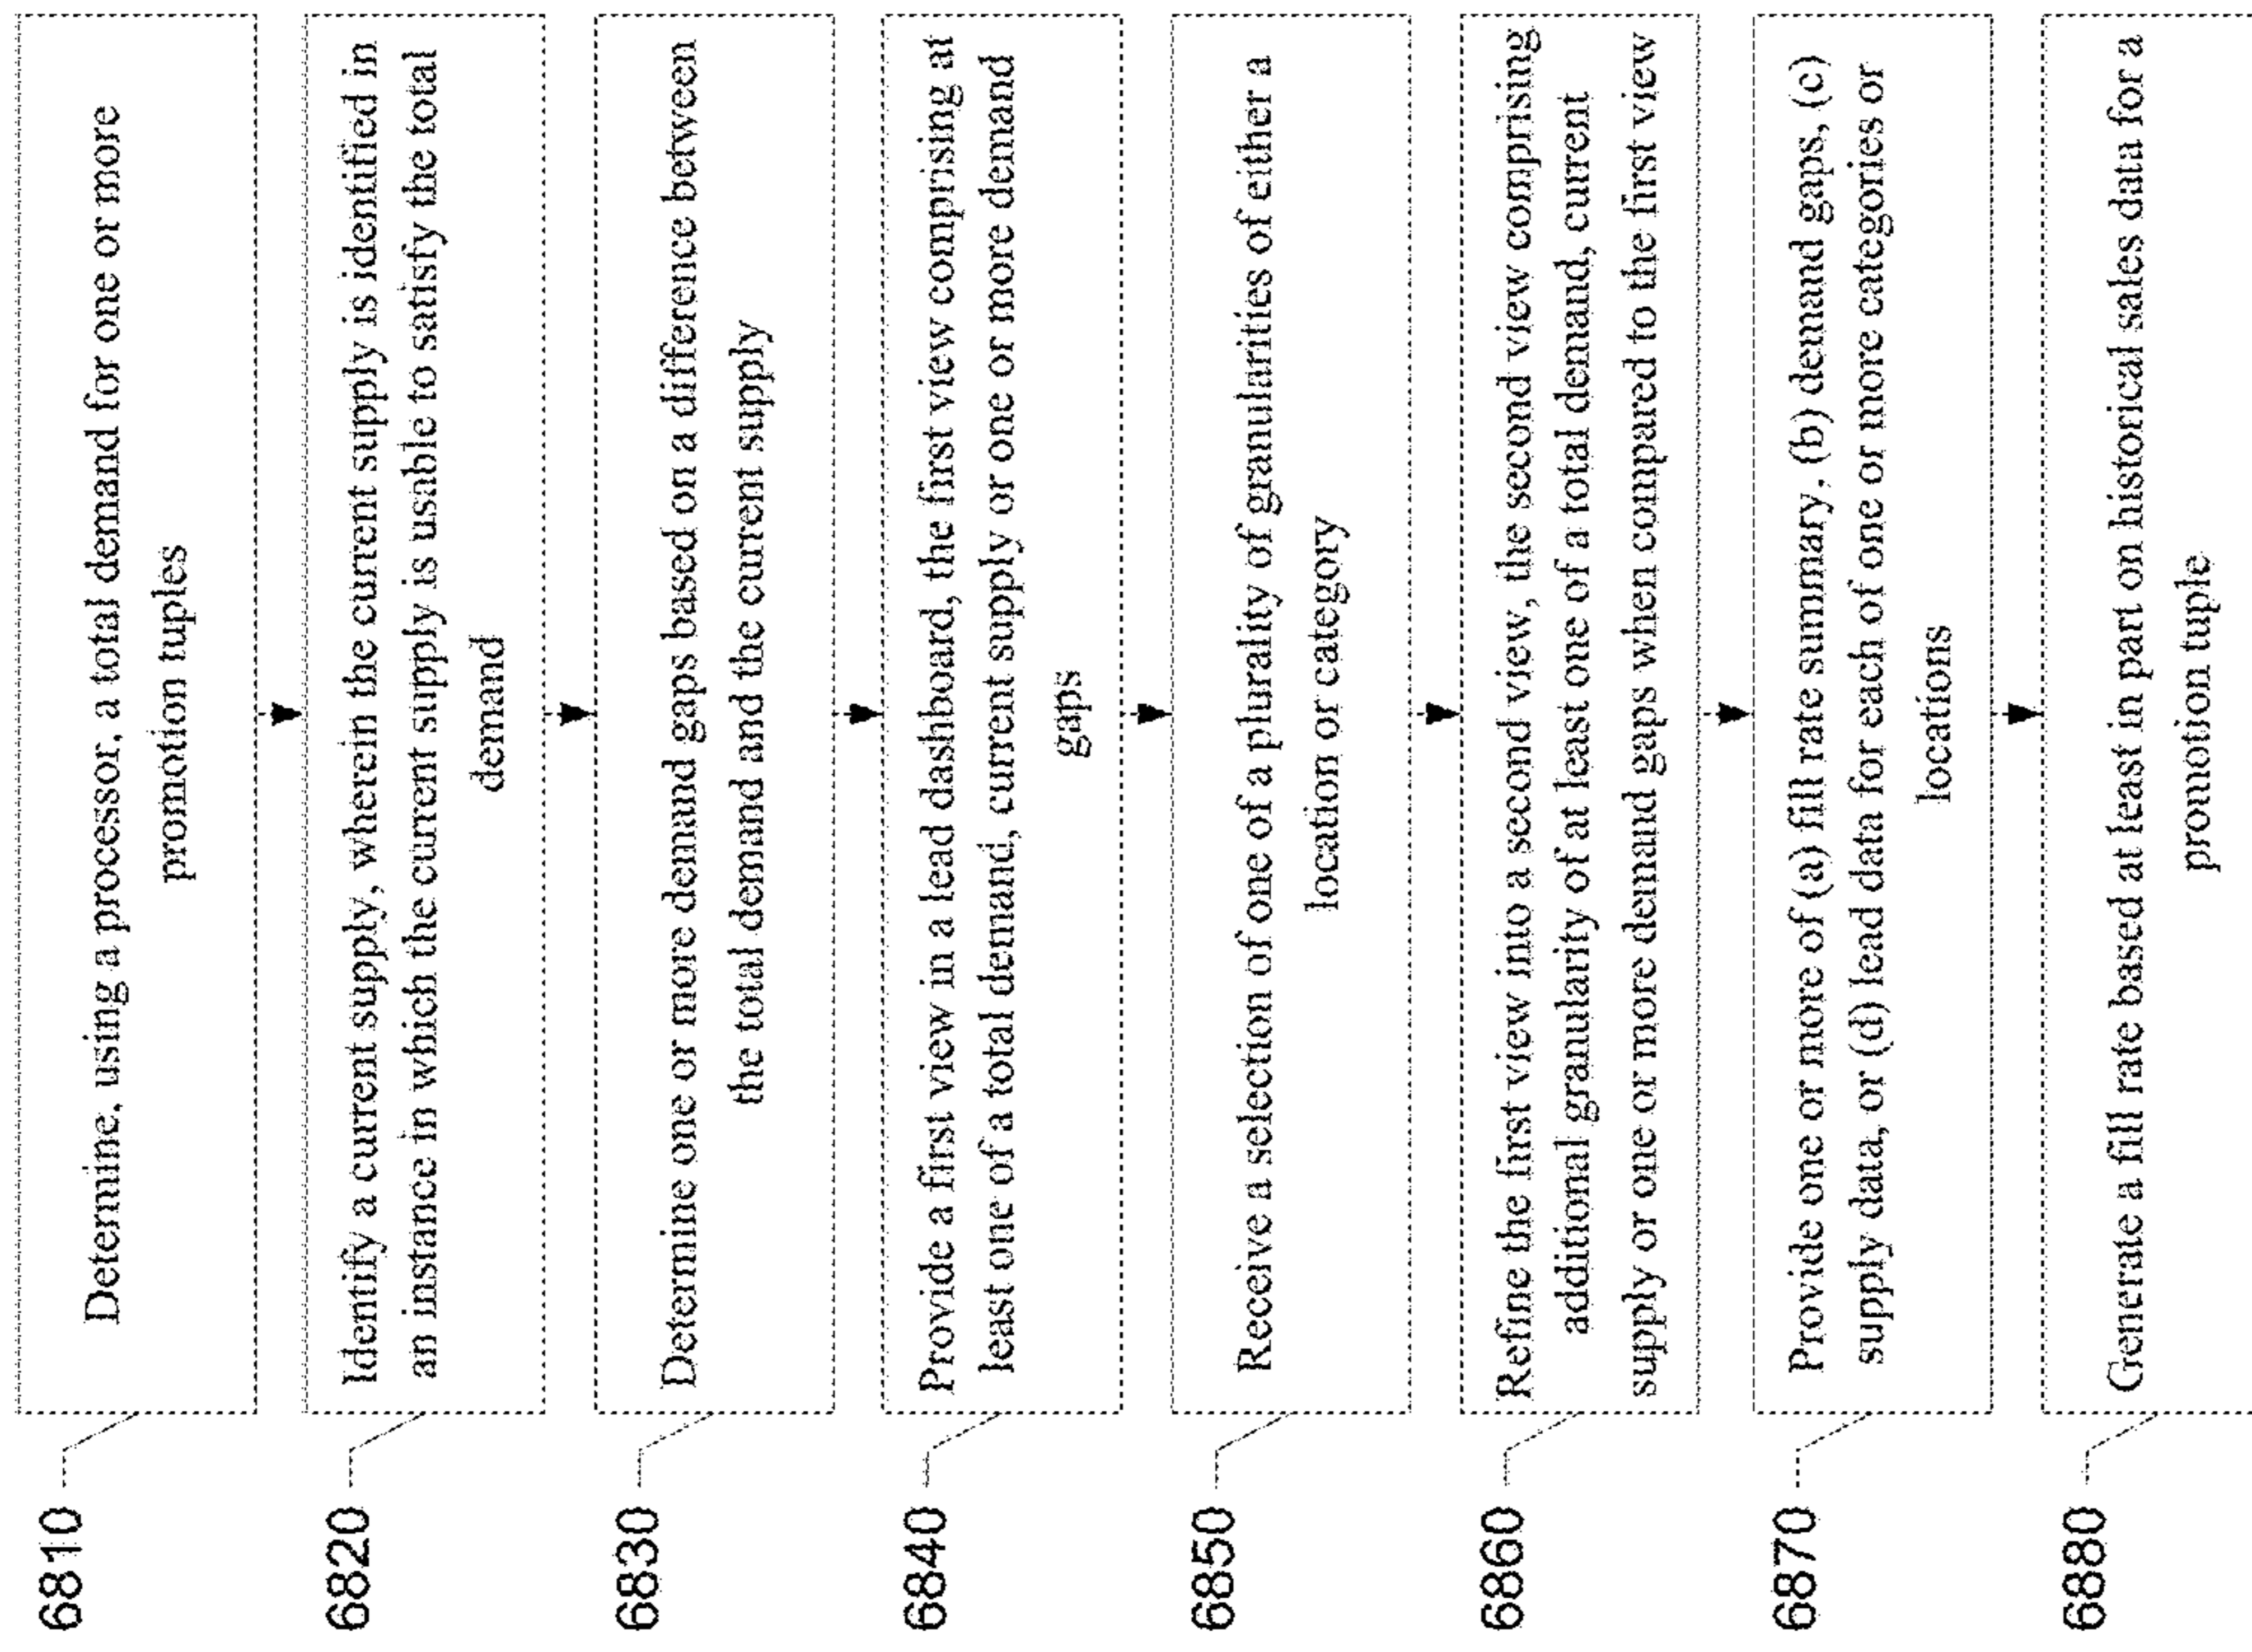 6810
Determine, using a processor, a total demand for one or more
promotion tuples
6820
Identify a current supply, wherein the current supply is identified in
an instance in which the current supply is usable to satisfy the total
demand
6830
Determine one or more demand gaps based on a difference between
the total demand and the current supply
6840
Provide a first view in a lead dashboard, the first view comprising at
least one of a total demand, current supply or one or more demand
gaps
6850
Receive a selection of one of a plurality of granularities of either a
location or category
6860
Refine the first view into a second view, the second view comprising
additional granularity of at least one of a total demand, current
supply or one or more demand gaps when compared to the first view
6870
Provide one or more of (a) fill rate summary, (b) demand gaps, (c)
supply data, or (d) lead data for each of one or more categories or
locations
6880
Generate a fill rate based at least in part on historical sales data for a
promotion tuple